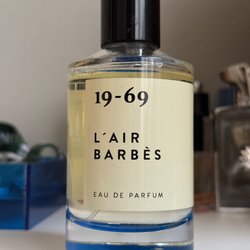 19-69
L´AIR
BARBÈS
EAU DE PARFUM